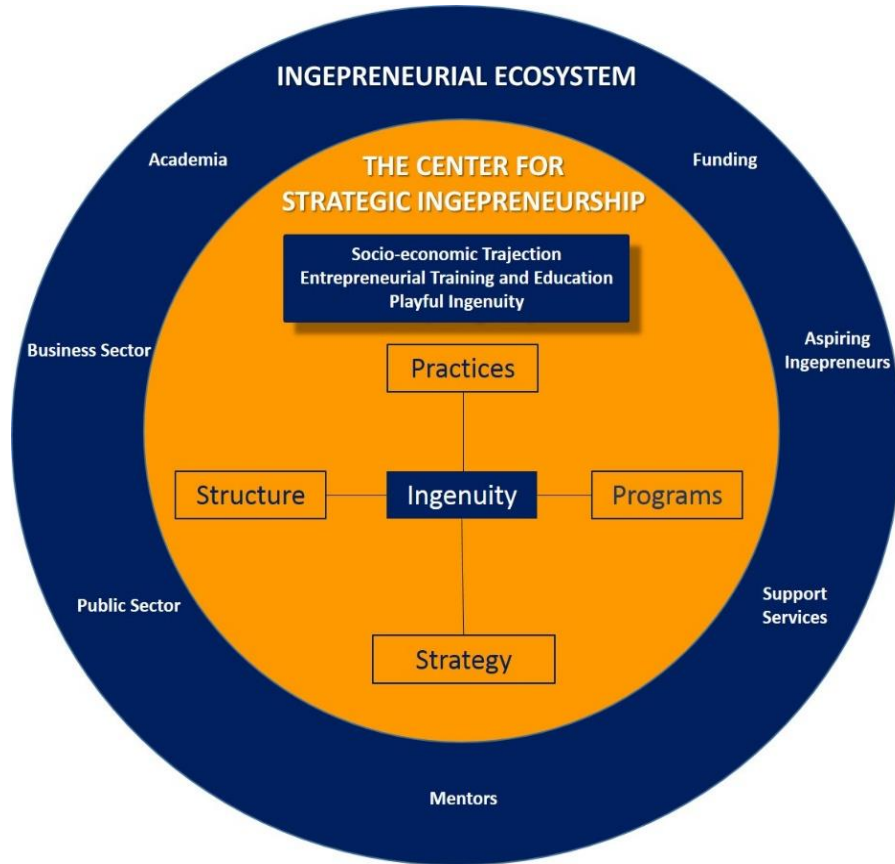 INGEPRENEURIAL ECOSYSTEM
Academia
Funding
THE CENTER FOR
STRATEGIC INGEPRENEURSHIP
Socio-economic Trajection
Entrepreneurial Training and Education
Playful Ingenuity
Business Sector
Aspiring
Ingepreneurs
Practices
Structure
Ingenuity
Programs
Public Sector
Support
Services
Strategy
Mentors